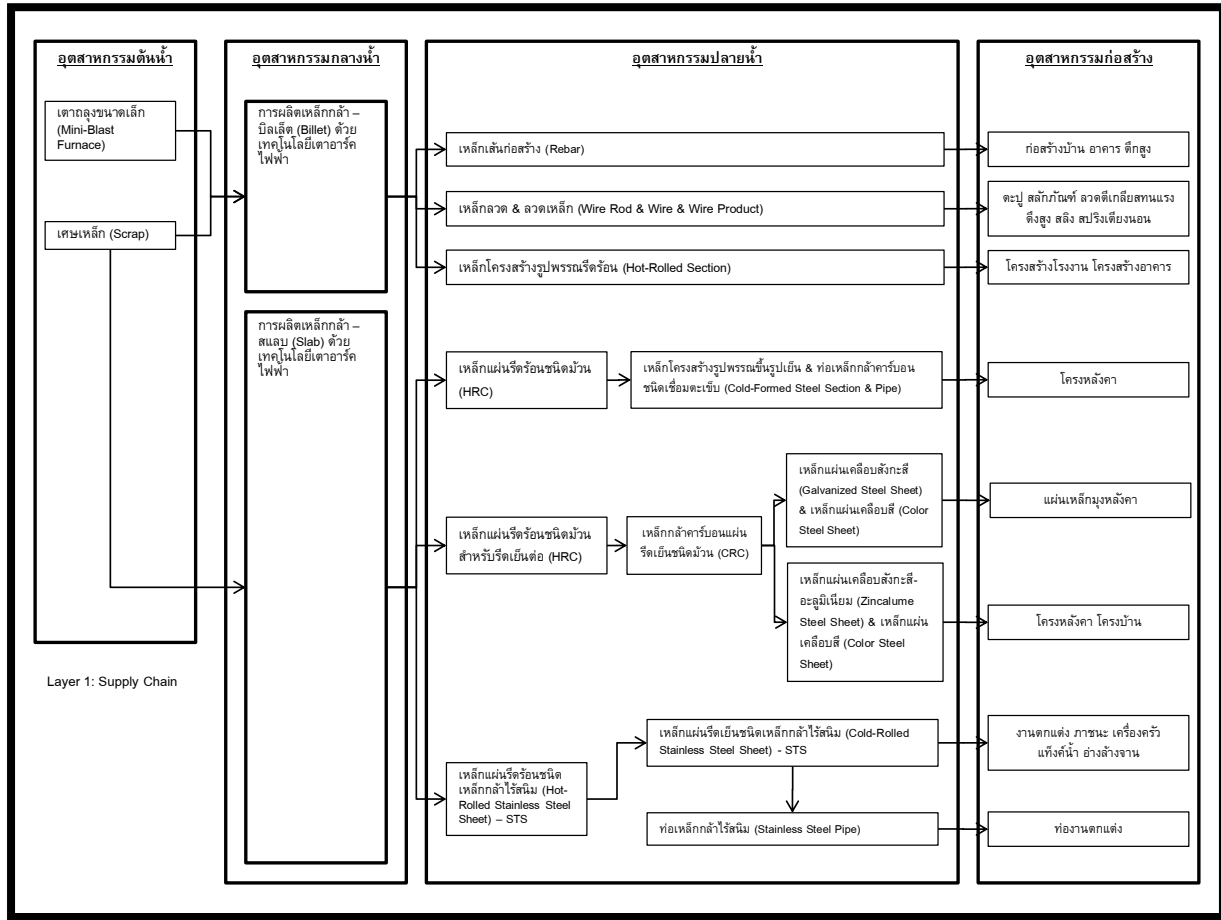 อุตสาหกรรมต้นน้ำ
เตาถลุงขนาดเล็ก
(Mini-Blast
Furnace)
เศษเหล็ก (Scrap)
Layer 1: Supply Chain
อุตสาหกรรมกลางน้ำ
การผลิตเหล็กกล้า –
บิลเล็ต (Billet) ด้วย
เทคโนโลยีเตาอาร์ค
ไฟฟ้า
การผลิตเหล็กกล้า –
สแลบ (Slab) ด้วย
เทคโนโลยีเตาอาร์ค
ไฟฟ้า
อุตสาหกรรมปลายน้ำ
เหล็กเส้นก่อสร้าง (Rebar)
เหล็กลวด & ลวดเหล็ก (Wire Rod & Wire & Wire Product)
เหล็กโครงสร้างรูปพรรณรีดร้อน (Hot-Rolled Section)
เหล็กแผ่นรีดร้อนชนิดม้วน
(HRC)
เหล็กโครงสร้างรูปพรรณขึ้นรูปเย็น & ท่อเหล็กกล้าคาร์บอน
ชนิดเชื่อมตะเข็บ (Cold-Formed Steel Section & Pipe)
เหล็กแผ่นรีดร้อนชนิดม้วน
สำหรับรีดเย็นต่อ (HRC)
เหล็กกล้าคาร์บอนแผ่น
รีดเย็นชนิดม้วน (CRC)
เหล็กแผ่นเคลือบสังกะสี
(Galvanized Steel Sheet)
& เหล็กแผ่นเคลือบสี (Color
Steel Sheet)
เหล็กแผ่นเคลือบสังกะสี-
อะลูมิเนียม (Zincalume
Steel Sheet) & เหล็กแผ่น
เคลือบสี (Color Steel
Sheet)
เหล็กแผ่นรีดร้อนชนิด
เหล็กกล้าไร้สนิม (Hot-
Rolled Stainless Steel
Sheet) – STS
เหล็กแผ่นรีดเย็นชนิดเหล็กกล้าไร้สนิม (Cold-Rolled
Stainless Steel Sheet) - STS
ท่อเหล็กกล้าไร้สนิม (Stainless Steel Pipe)
อุตสาหกรรมก่อสร้าง
ก่อสร้างบ้าน อาคาร ตึกสูง
ตะปู สลักภัณฑ์ ลวดตีเกลียสทนแรง
ดึงสูง สลิง สปริงเตียงนอน
โครงสร้างโรงงาน โครงสร้างอาคาร
โครงหลังคา
แผ่นเหล็กมุงหลังคา
โครงหลังคา โครงบ้าน
งานตกแต่ง ภาชนะ เครื่องครัว
แท็งค์น้ำ อ่างล้างจาน
ท่องานตกแต่ง